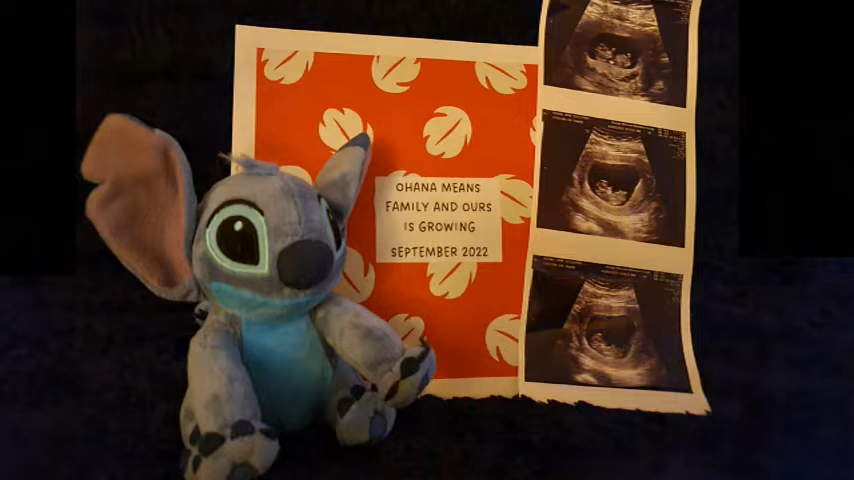 OHANA MEANS
FAMILY AND OURS
IS GROWING
SEPTEMBER 2022